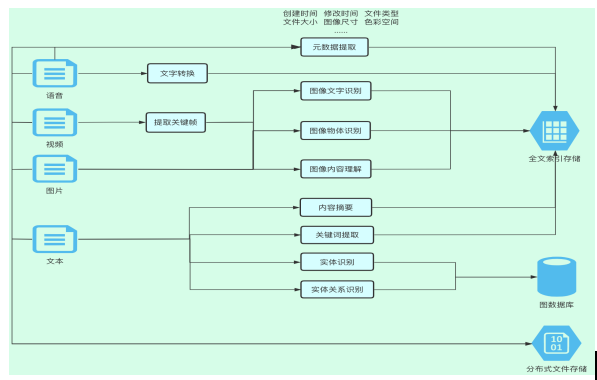 创建时间 修改时间 文件类型
文件大小 图像尺寸 色彩空间
......
元数据提取
语音
文字转换
图像文字识别
视频
提取关键帧
图像物体识别
全文索引存储
图片
图像内容理解
内容摘要
文本
关键词提取
实体识别
实体关系识别
图数据库
10
01
分布式文件存储